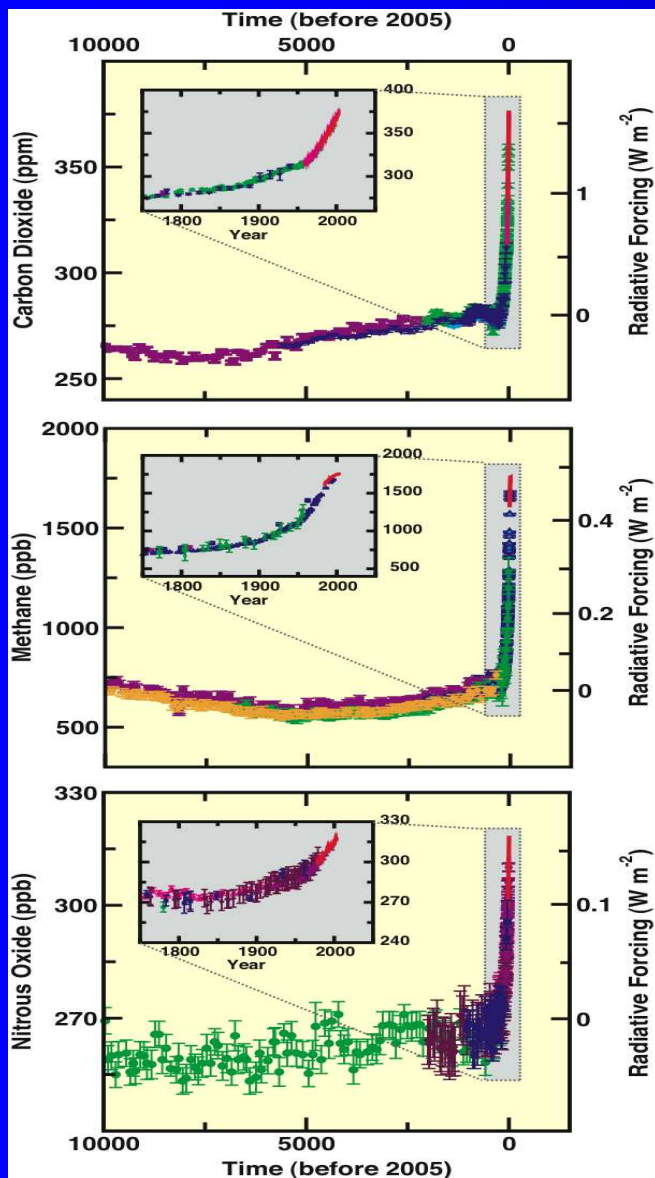 Time (before 2005)
10000 5000 0
Carbon Dioxide (ppm)
350
300
250
400
350
300
1800 1900 2000
Year
1
0
Radiative Forcing (W m-2)
Methane (ppb)
2000
1500
1000
500
2000
1500
1000
500
1800 1900 2000
Year
0.4
0.2
0
Radiative Forcing (W m-2)
Nitrous Oxide (ppb)
330
300
270
330
300
270
240
1800 1900 2000
Year
0.1
0
Radiative Forcing (W m-2)
10000 5000 0
Time (before 2005)